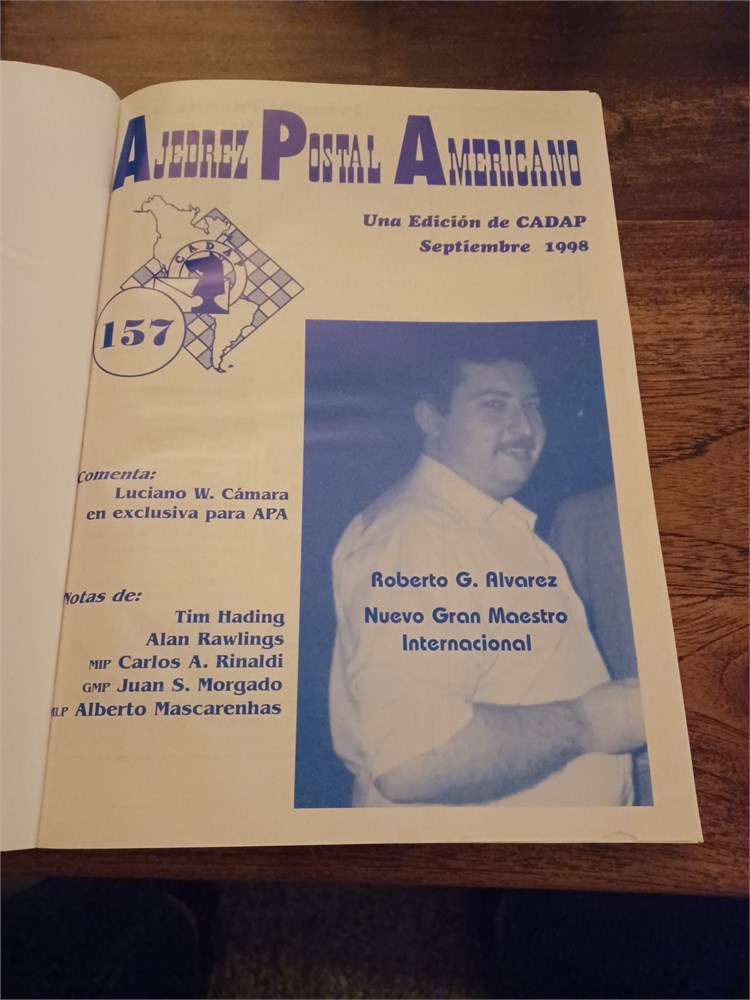 AJEDREZ POSTAL AMERICANO
Una Edición de CADAP
Septiembre 1998
CADAP
157
Comenta:
Luciano W. Cámara
en exclusiva para APA
Notas de:
Tim Hading
Alan Rawlings
MIP Carlos A. Rinaldi
GMP Juan S. Morgado
MLP Alberto Mascarenhas
Roberto G. Alvarez
Nuevo Gran Maestro
Internacional